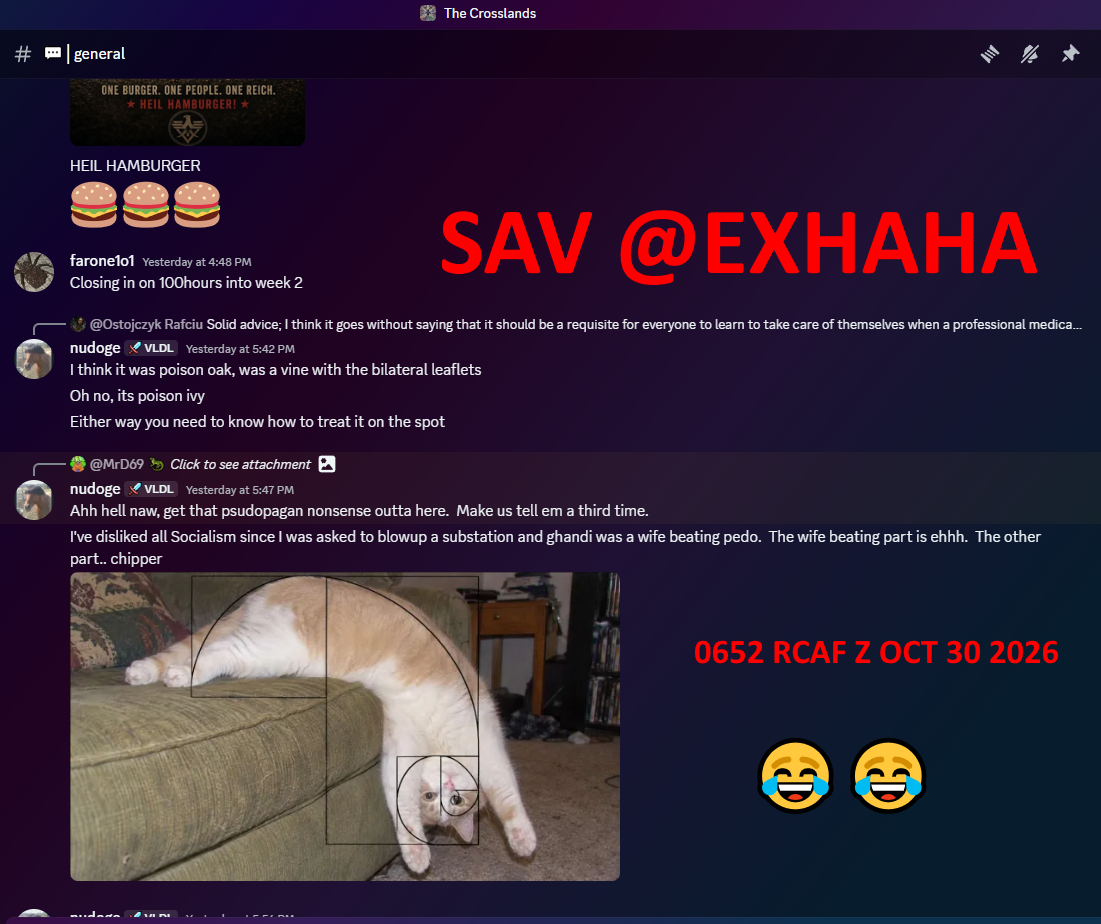 The Crosslands
# 💬 | general
ONE BURGER. ONE PEOPLE. ONE REICH.
★ HEIL HAMBURGER! ★
HEIL HAMBURGER
🍔🍔🍔
SAV @EXHAHA
farone1o1 Yesterday at 4:48 PM
Closing in on 100hours into week 2
@Ostojczyk Rafciu Solid advice; I think it goes without saying that it should be a requisite for everyone to learn to take care of themselves when a professional medica...
nudoge VLDL Yesterday at 5:42 PM
I think it was poison oak, was a vine with the bilateral leaflets
Oh no, its poison ivy
Either way you need to know how to treat it on the spot
@MrD69 🦎 Click to see attachment
nudoge VLDL Yesterday at 5:47 PM
Ahh hell naw, get that psudopagan nonsense outta here.  Make us tell em a third time.
I've disliked all Socialism since I was asked to blowup a substation and ghandi was a wife beating pedo.  The wife beating part is ehhh.  The other
part.. chipper
0652 RCAF Z OCT 30 2026
😂 😂
nudoge VLDL Yesterday at 5:56 PM